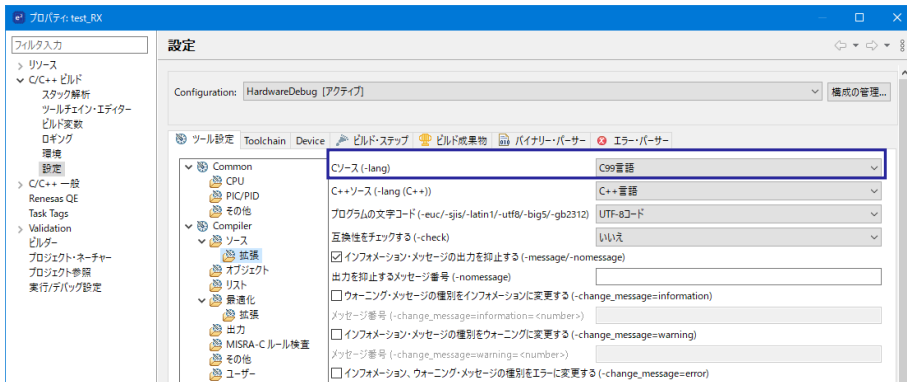 e² プロパティ: test_RX
フィルタ入力
設定
リソース
C/C++ ビルド
スタック解析
ツールチェイン・エディター
ビルド変数
ロギング
環境
設定
C/C++ 一般
Renesas QE
Task Tags
Validation
ビルダー
プロジェクト・ネーチャー
プロジェクト参照
実行/デバッグ設定
Configuration: HardwareDebug [アクティブ] 構成の管理...
ツール設定 Toolchain Device ビルド・ステップ ビルド成果物 バイナリー・パーサー エラー・パーサー
Common
CPU
PIC/PID
その他
Compiler
ソース
拡張
オブジェクト
リスト
最適化
拡張
出力
MISRA-C ルール検査
その他
ユーザー
Cソース (-lang) C99言語
C++ソース (-lang (C++)) C++言語
プログラムの文字コード (-euc/-sjis/-latin1/-utf8/-big5/-gb2312) UTF-8コード
互換性をチェックする (-check) いいえ
インフォメーション・メッセージの出力を抑止する (-message/-nomessage)
出力を抑止するメッセージ番号 (-nomessage)
ウォーニング・メッセージの種別をインフォメーションに変更する (-change_message=information)
メッセージ番号 (-change_message=information=<number>)
インフォメーション・メッセージの種別をウォーニングに変更する (-change_message=warning)
メッセージ番号 (-change_message=warning=<number>)
インフォメーション、ウォーニング・メッセージの種別をエラーに変更する (-change_message=error)